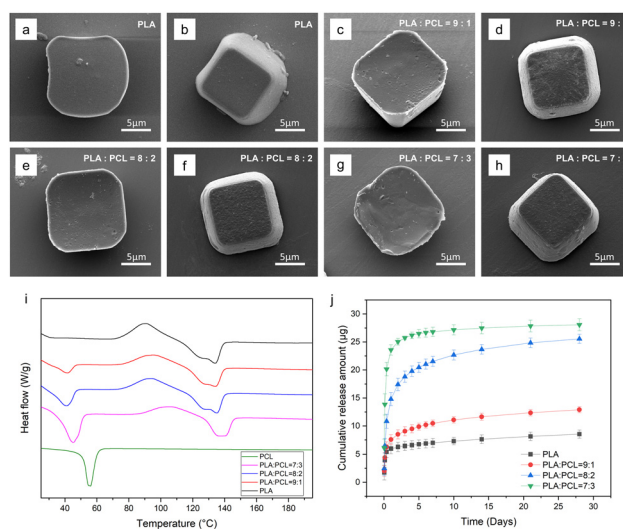 a PLA
5µm
b PLA
5µm
c PLA : PCL = 9 : 1
5µm
d PLA : PCL = 9 :
5µm
e PLA : PCL = 8 : 2
5µm
f PLA : PCL = 8 : 2
5µm
g PLA : PCL = 7 : 3
5µm
h PLA : PCL = 7 :
5µm
i
Heat flow (W/g)
PCL
PLA:PCL=7:3
PLA:PCL=8:2
PLA:PCL=9:1
PLA
40 60 80 100 120 140 160 180
Temperature (°C)
j
Cumulative release amount (µg)
30
25
20
15
10
5
0
PLA
PLA:PCL=9:1
PLA:PCL=8:2
PLA:PCL=7:3
0 5 10 15 20 25 30
Time (Days)